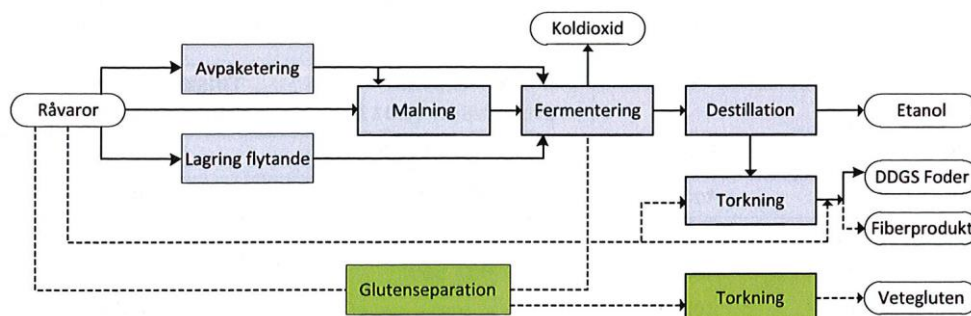 Koldioxid
Avpaketering
Råvaror
Malning
Fermentering
Destillation
Etanol
Lagring flytande
Torkning
DDGS Foder
Fiberprodukt
Glutenseparation
Torkning
Vetegluten